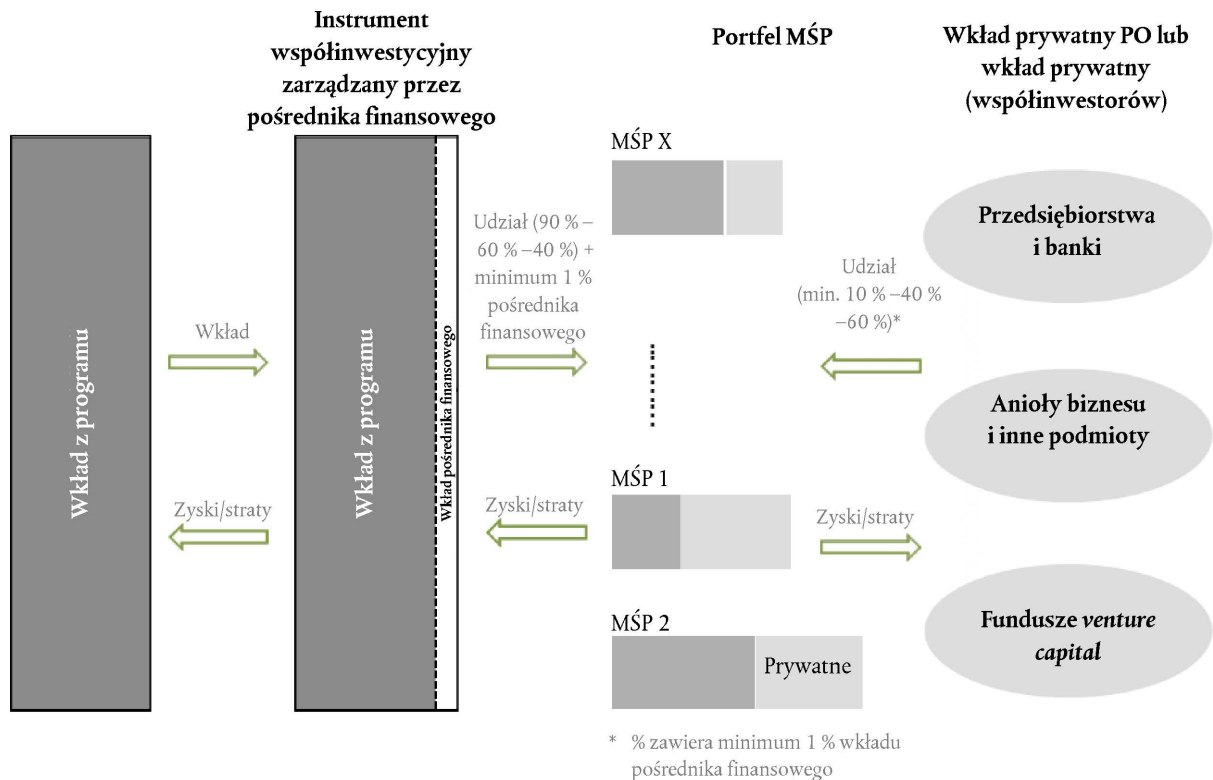 Instrument
współinwestycyjny
zarządzany przez
pośrednika finansowego
Portfel MŚP
Wkład prywatny PO lub
wkład prywatny
(współinwestorów)
Wkład z programu
Wkład
Zyski/straty
Wkład z programu
Wkład pośrednika finansowego
Udział (90 % –
60 % –40 %) +
minimum 1 %
pośrednika
finansowego
Zyski/straty
MŚP X
MŚP 1
MŚP 2
Prywatne
Udział
(min. 10 % –40 %
–60 %)*
Zyski/straty
Przedsiębiorstwa
i banki
Anioły biznesu
i inne podmioty
Fundusze venture
capital
* % zawiera minimum 1 % wkładu
pośrednika finansowego